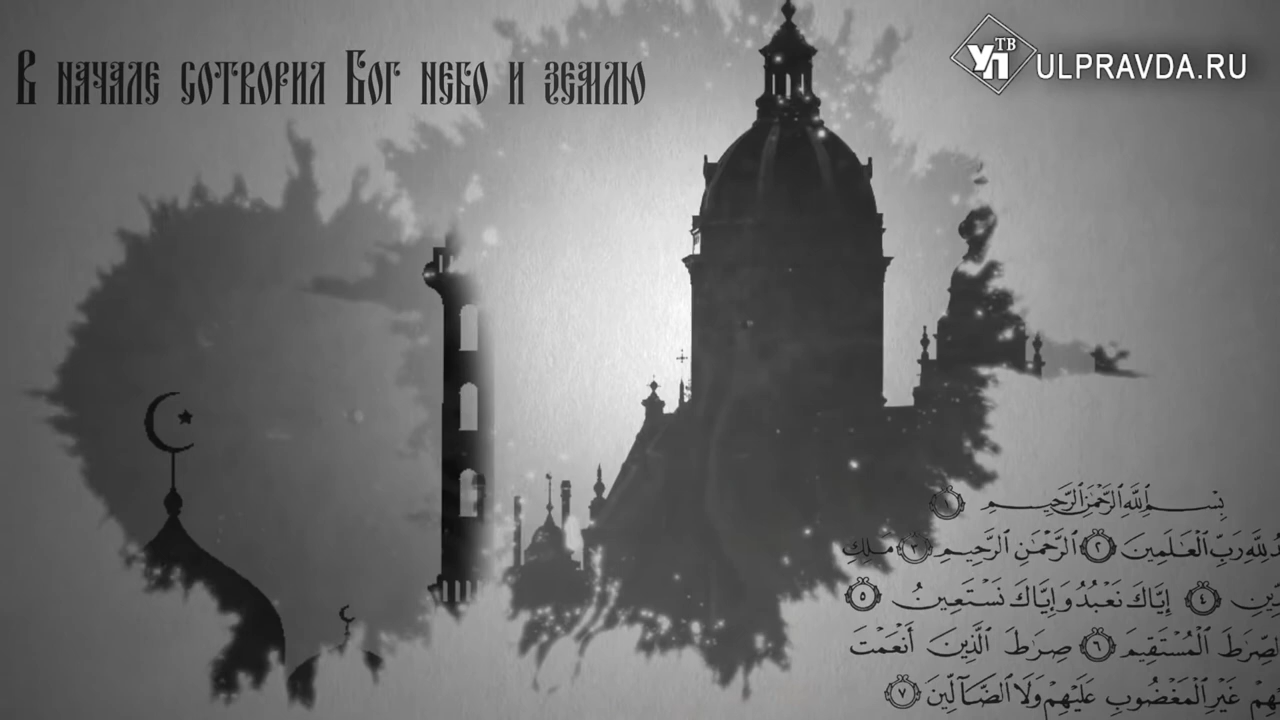 В начале сотворил Бог небо и землю
УП ТВ ULPRAVDA.RU
بِسْمِ ٱللَّهِ ٱلرَّحْمَٰنِ ٱلرَّحِيمِ ١
لِلَّهِ رَبِّ ٱلْعَٰلَمِينَ ٢ ٱلرَّحْمَٰنِ ٱلرَّحِيمِ ٣ مَٰلِكِ
٤ إِيَّاكَ نَعْبُدُ وَإِيَّاكَ نَسْتَعِينُ ٥
ٱلصِّرَٰطَ ٱلْمُسْتَقِيمَ ٦ صِرَٰطَ ٱلَّذِينَ أَنْعَمْتَ
غَيْرِ ٱلْمَغْضُوبِ عَلَيْهِمْ وَلَا ٱلضَّآلِّينَ ٧